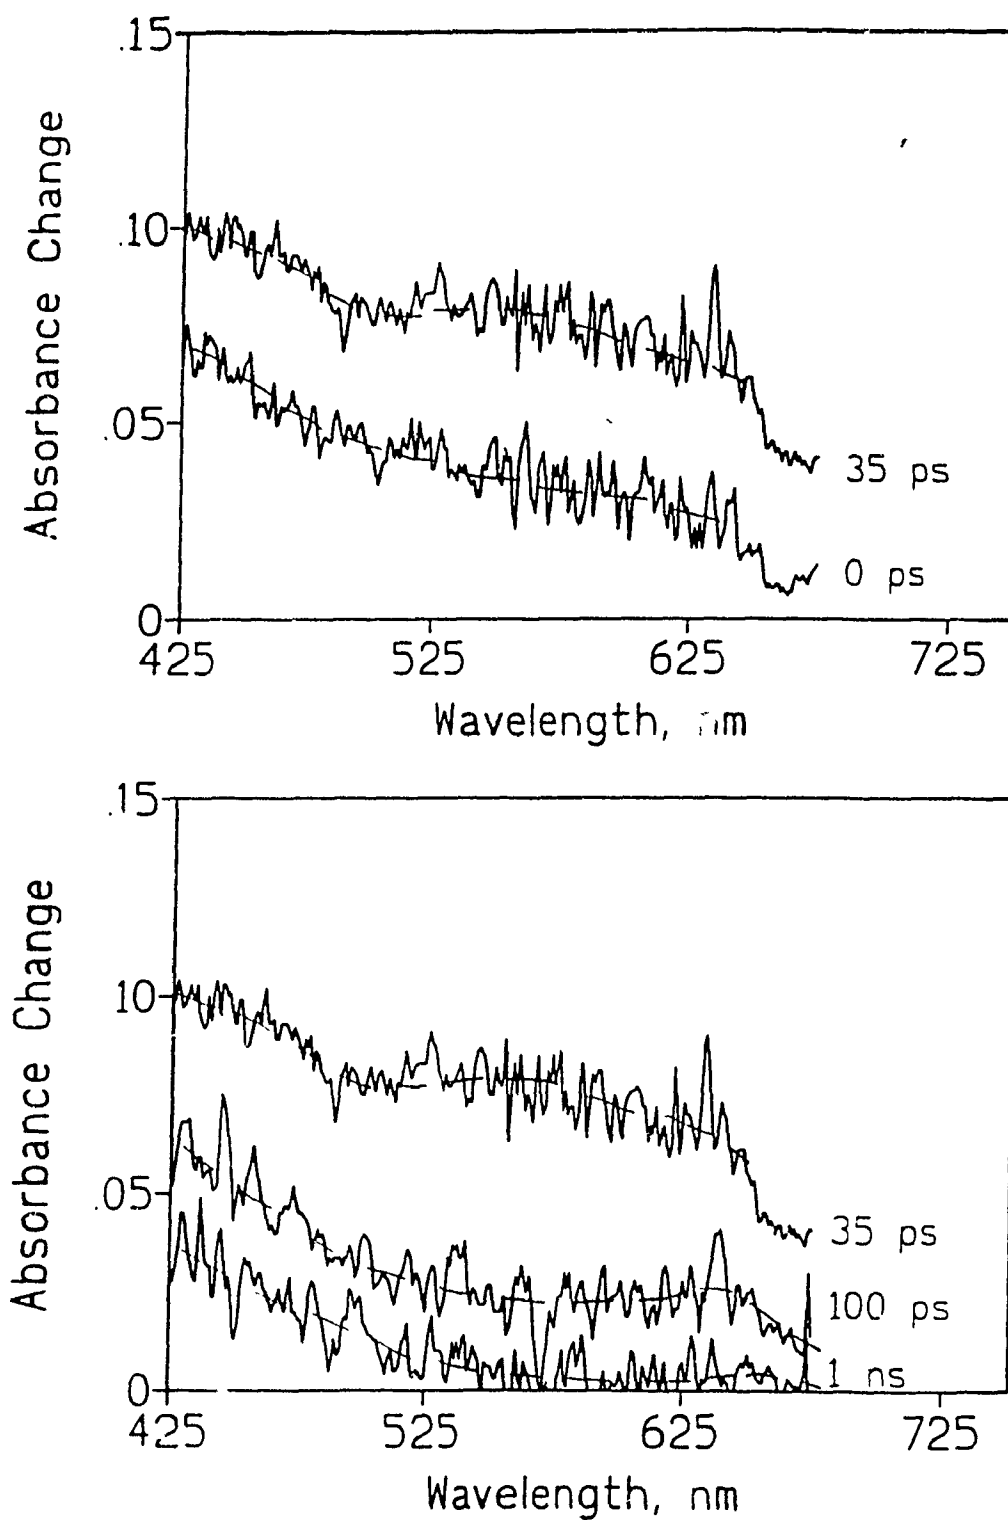 .15
.10
.05
0
Absorbance Change
35 ps
0 ps
425 525 625 725
Wavelength, nm
.15
10
.05
0
Absorbance Change
35 ps
100 ps
1 ns
425 525 625 725
Wavelength, nm